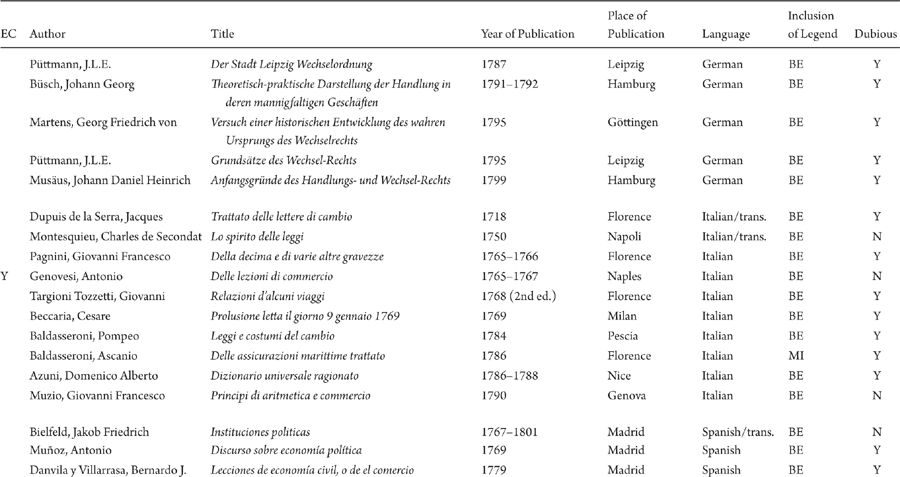 EC Author Title Year of Publication Place of Publication Language Inclusion of Legend Dubious
Püttmann, J.L.E. Der Stadt Leipzig Wechselordnung 1787 Leipzig German BE Y
Büsch, Johann Georg Theoretisch-praktische Darstellung der Handlung in 1791–1792 Hamburg German BE Y
deren mannigfaltigen Geschäften
Martens, Georg Friedrich von Versuch einer historischen Entwicklung des wahren 1795 Göttingen German BE Y
Ursprungs des Wechselrechts
Püttmann, J.L.E. Grundsätze des Wechsel-Rechts 1795 Leipzig German BE Y
Musäus, Johann Daniel Heinrich Anfangsgründe des Handlungs- und Wechsel-Rechts 1799 Hamburg German BE Y
Dupuis de la Serra, Jacques Trattato delle lettere di cambio 1718 Florence Italian/trans. BE Y
Montesquieu, Charles de Secondat Lo spirito delle leggi 1750 Napoli Italian/trans. BE N
Pagnini, Giovanni Francesco Della decima e di varie altre gravezze 1765–1766 Florence Italian BE Y
Y Genovesi, Antonio Delle lezioni di commercio 1765–1767 Naples Italian BE N
Targioni Tozzetti, Giovanni Relazioni d'alcuni viaggi 1768 (2nd ed.) Florence Italian BE Y
Beccaria, Cesare Prolusione letta il giorno 9 gennaio 1769 1769 Milan Italian BE Y
Baldasseroni, Pompeo Leggi e costumi del cambio 1784 Pescia Italian BE Y
Baldasseroni, Ascanio Delle assicurazioni marittime trattato 1786 Florence Italian MI Y
Azuni, Domenico Alberto Dizionario universale ragionato 1786–1788 Nice Italian BE Y
Muzio, Giovanni Francesco Principi di aritmetica e commercio 1790 Genova Italian BE N
Bielfeld, Jakob Friedrich Instituciones politicas 1767–1801 Madrid Spanish/trans. BE N
Muñoz, Antonio Discurso sobre economía política 1769 Madrid Spanish BE Y
Danvila y Villarrasa, Bernardo J. Lecciones de economía civil, o de el comercio 1779 Madrid Spanish BE Y